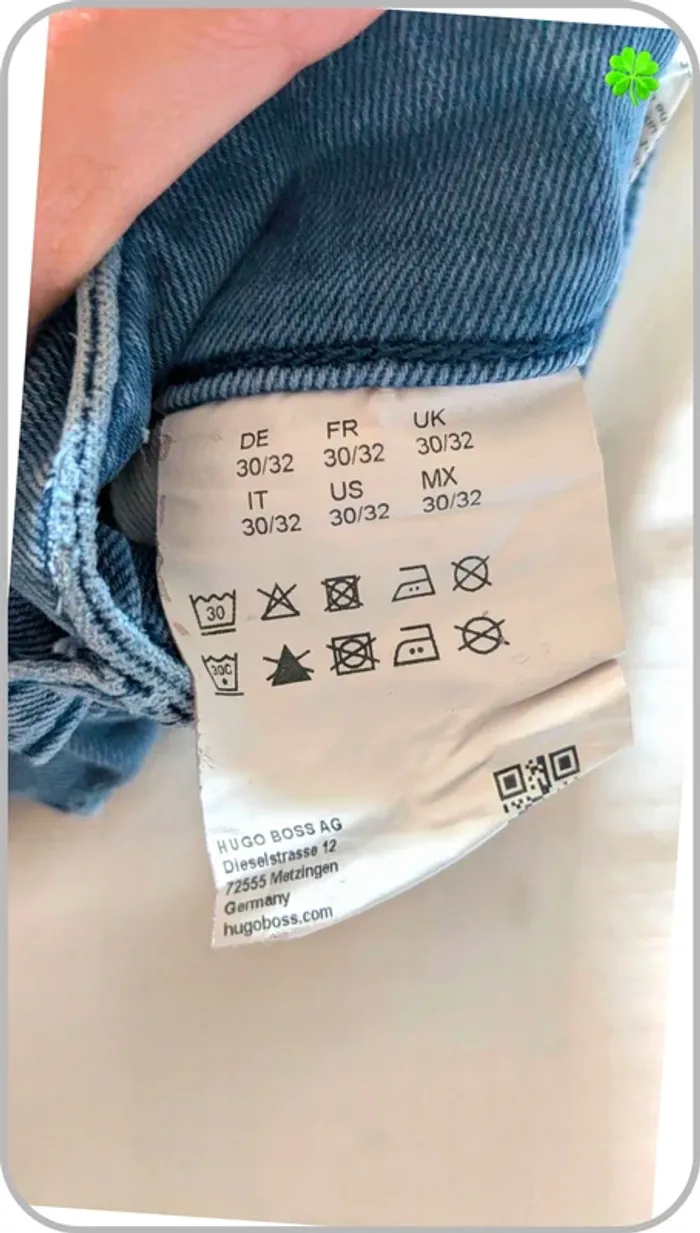 DE FR UK
30/32 30/32 30/32
IT US MX
30/32 30/32 30/32
30
30C
HUGO BOSS AG
Dieselstrasse 12
72555 Metzingen
Germany
hugoboss.com